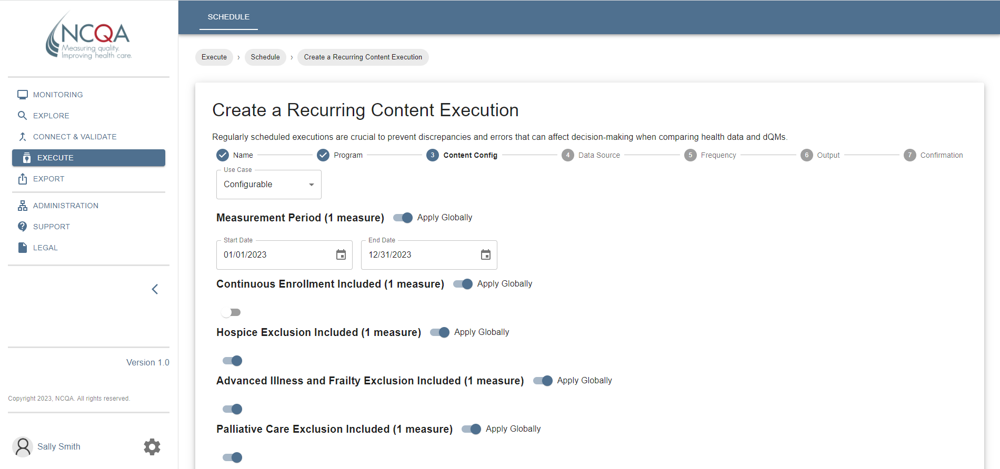 NCQA
Measuring quality.
Improving health care.
MONITORING
EXPLORE
CONNECT & VALIDATE
EXECUTE
EXPORT
ADMINISTRATION
SUPPORT
LEGAL
Version 1.0
Copyright 2023, NCQA. All rights reserved.
Sally Smith
SCHEDULE
Execute › Schedule › Create a Recurring Content Execution
Create a Recurring Content Execution
Regularly scheduled executions are crucial to prevent discrepancies and errors that can affect decision-making when comparing health data and dQMs.
Name Program 3 Content Config 4 Data Source 5 Frequency 6 Output 7 Confirmation
Use Case
Configurable
Measurement Period (1 measure) Apply Globally
Start Date End Date
01/01/2023 12/31/2023
Continuous Enrollment Included (1 measure) Apply Globally
Hospice Exclusion Included (1 measure) Apply Globally
Advanced Illness and Frailty Exclusion Included (1 measure) Apply Globally
Palliative Care Exclusion Included (1 measure) Apply Globally